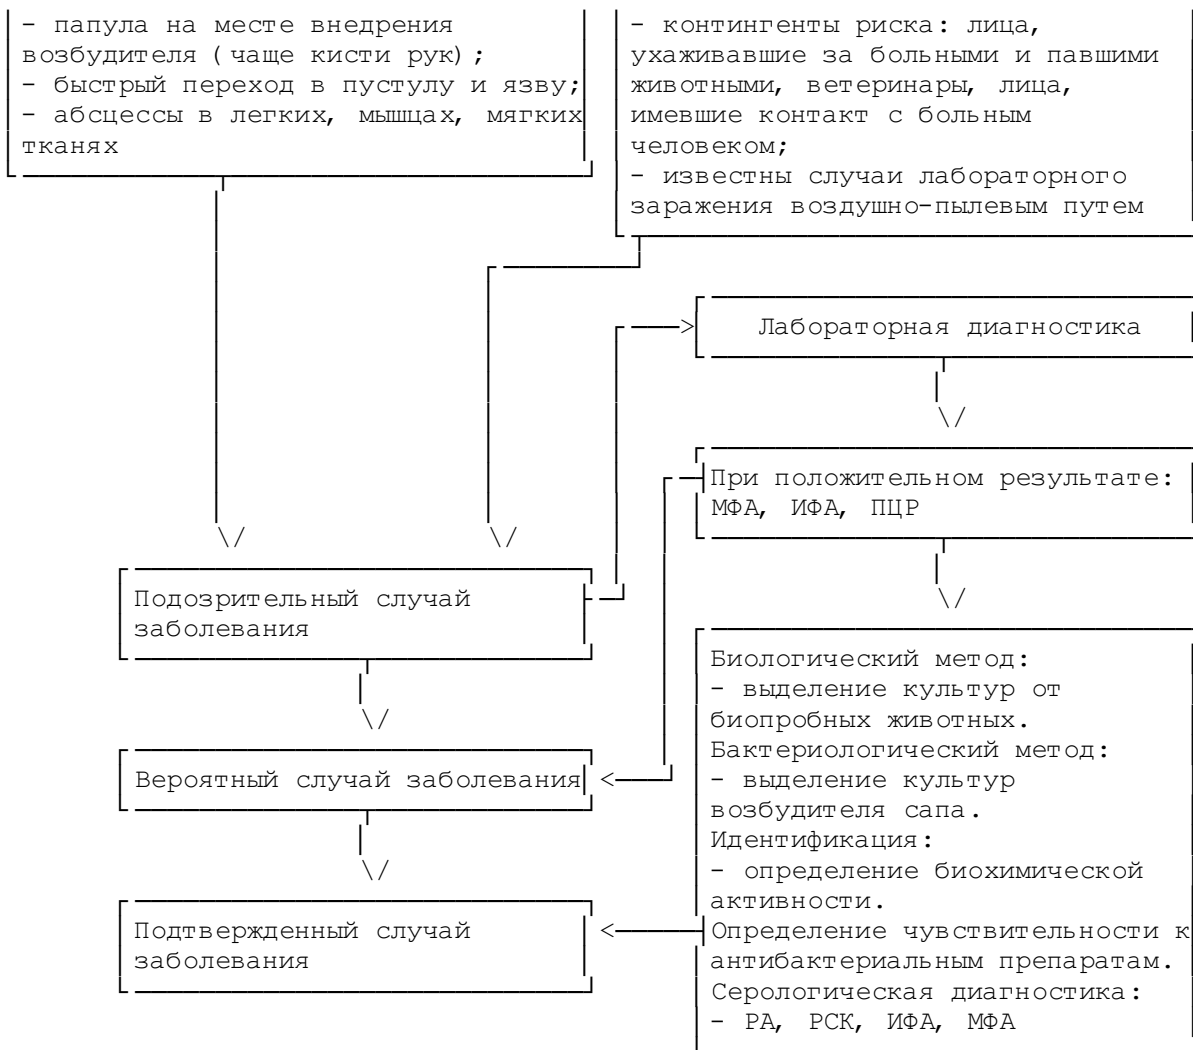 - папула на месте внедрения
возбудителя (чаще кисти рук);
- быстрый переход в пустулу и язву;
- абсцессы в легких, мышцах, мягких
тканях
- контингенты риска: лица,
ухаживавшие за больными и павшими
животными, ветеринары, лица,
имевшие контакт с больным
человеком;
- известны случаи лабораторного
заражения воздушно-пылевым путем
Лабораторная диагностика
При положительном результате:
МФА, ИФА, ПЦР
Подозрительный случай
заболевания
Вероятный случай заболевания
Подтвержденный случай
заболевания
Биологический метод:
- выделение культур от
биопробных животных.
Бактериологический метод:
- выделение культур
возбудителя сапа.
Идентификация:
- определение биохимической
активности.
Определение чувствительности к
антибактериальным препаратам.
Серологическая диагностика:
- РА, РСК, ИФА, МФА